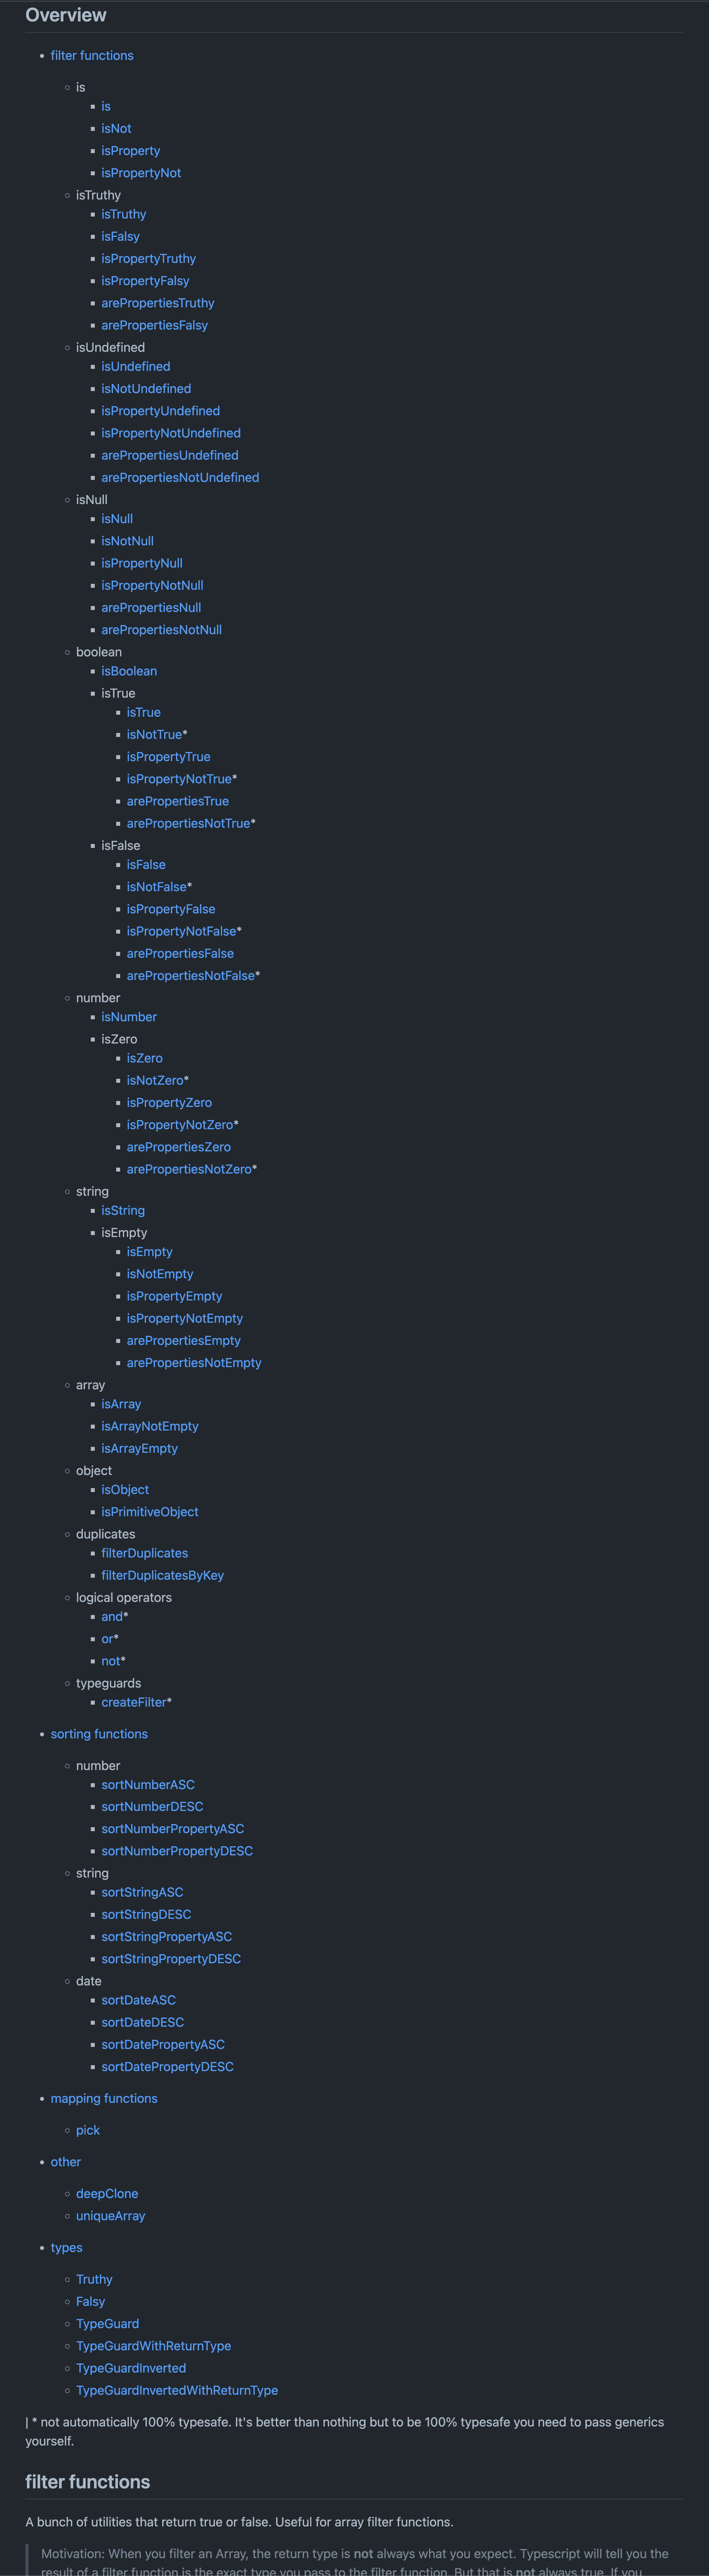 Overview
filter functions
is
is
isNot
isProperty
isPropertyNot
isTruthy
isTruthy
isFalsy
isPropertyTruthy
isPropertyFalsy
arePropertiesTruthy
arePropertiesFalsy
isUndefined
isUndefined
isNotUndefined
isPropertyUndefined
isPropertyNotUndefined
arePropertiesUndefined
arePropertiesNotUndefined
isNull
isNull
isNotNull
isPropertyNull
isPropertyNotNull
arePropertiesNull
arePropertiesNotNull
boolean
isBoolean
isTrue
isTrue
isNotTrue*
isPropertyTrue
isPropertyNotTrue*
arePropertiesTrue
arePropertiesNotTrue*
isFalse
isFalse
isNotFalse*
isPropertyFalse
isPropertyNotFalse*
arePropertiesFalse
arePropertiesNotFalse*
number
isNumber
isZero
isZero
isNotZero*
isPropertyZero
isPropertyNotZero*
arePropertiesZero
arePropertiesNotZero*
string
isString
isEmpty
isEmpty
isNotEmpty
isPropertyEmpty
isPropertyNotEmpty
arePropertiesEmpty
arePropertiesNotEmpty
array
isArray
isArrayNotEmpty
isArrayEmpty
object
isObject
isPrimitiveObject
duplicates
filterDuplicates
filterDuplicatesByKey
logical operators
and*
or*
not*
typeguards
createFilter*
sorting functions
number
sortNumberASC
sortNumberDESC
sortNumberPropertyASC
sortNumberPropertyDESC
string
sortStringASC
sortStringDESC
sortStringPropertyASC
sortStringPropertyDESC
date
sortDateASC
sortDateDESC
sortDatePropertyASC
sortDatePropertyDESC
mapping functions
pick
other
deepClone
uniqueArray
types
Truthy
Falsy
TypeGuard
TypeGuardWithReturnType
TypeGuardInverted
TypeGuardInvertedWithReturnType
| * not automatically 100% typesafe. It's better than nothing but to be 100% typesafe you need to pass generics
yourself.
filter functions
A bunch of utilities that return true or false. Useful for array filter functions.
Motivation: When you filter an Array, the return type is not always what you expect. Typescript will tell you the
result of a filter function is the exact type you pass to the filter function. But that is not always true. If you